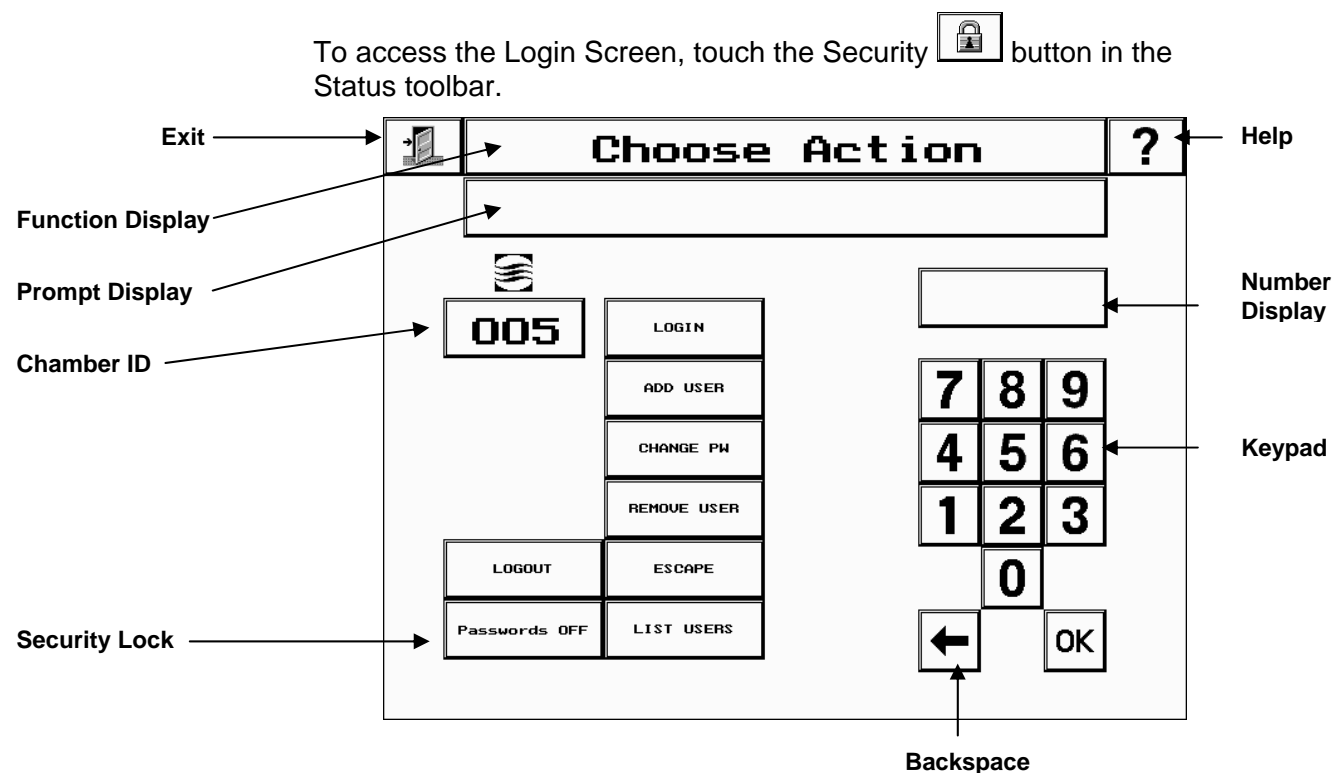 To access the Login Screen, touch the Security button in the
Status toolbar.
Exit
Choose Action
?
Help
Function Display
Prompt Display
Number
Display
Chamber ID
005
LOGIN
ADD USER
7 8 9
CHANGE PW
4 5 6
Keypad
REMOVE USER
1 2 3
LOGOUT
ESCAPE
0
Security Lock
Passwords OFF
LIST USERS
OK
Backspace